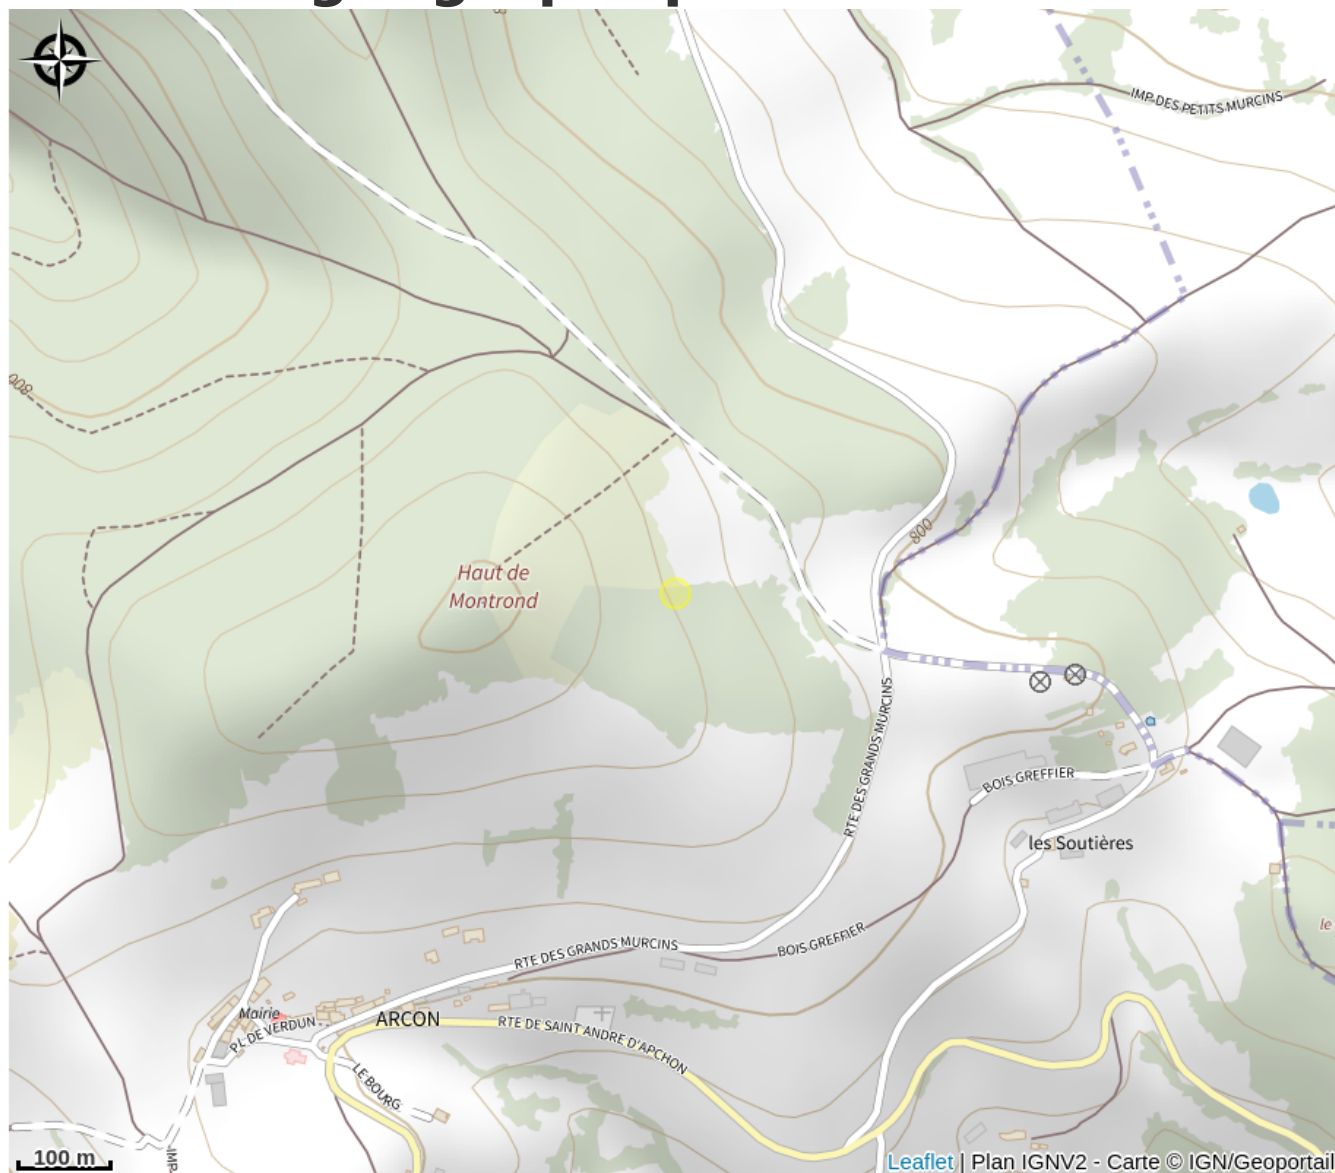 IMP DES PETITS MURCINS
800
800
Haut de
Montrond
RTE DES GRANDS MURCINS
BOIS GREFFIER
les Soutières
le
BOIS GREFFIER
RTE DES GRANDS MURCINS
Mairie
PL DE VERDUN
ARCON
RTE DE SAINT ANDRE D'APCHON
LE BOURG
IMP
100 m
Leaflet | Plan IGNV2 - Carte © IGN/Geoportail